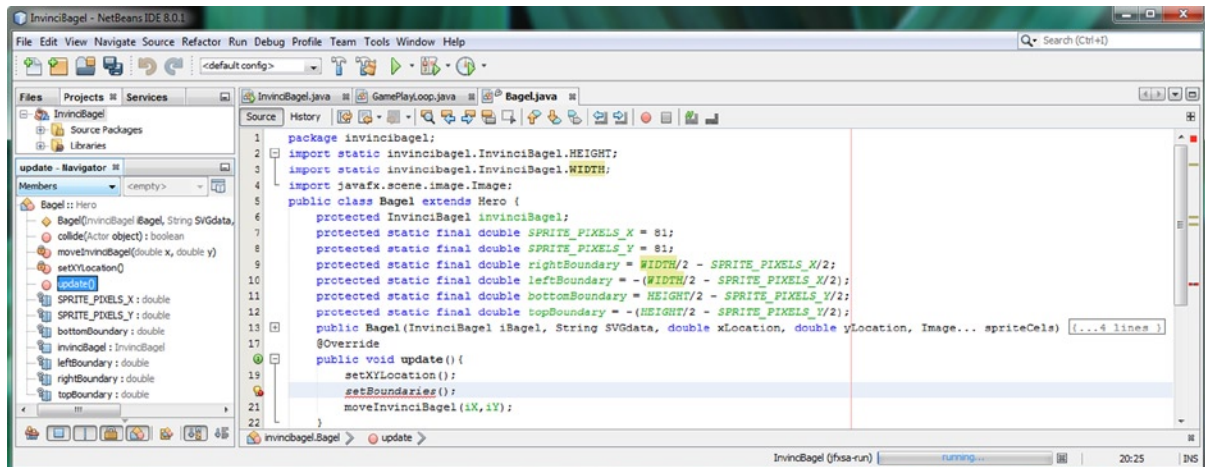 InvinciBagel - NetBeans IDE 8.0.1
File Edit View Navigate Source Refactor Run Debug Profile Team Tools Window Help
Search (Ctrl+I)
<default config>
Files Projects Services
InvinciBagel
Source Packages
Libraries
update - Navigator
Members <empty>
Bagel :: Hero
Bagel(InvinciBagel iBagel, String SVGdata,
collide(Actor object) : boolean
moveInvinciBagel(double x, double y)
setXYLocation()
update()
SPRITE_PIXELS_X : double
SPRITE_PIXELS_Y : double
bottomBoundary : double
invinciBagel : InvinciBagel
leftBoundary : double
rightBoundary : double
topBoundary : double
InvinciBagel.java GamePlayLoop.java Bagel.java
Source History
1 package invincibagel;
2 import static invincibagel.InvinciBagel.HEIGHT;
3 import static invincibagel.InvinciBagel.WIDTH;
4 import javafx.scene.image.Image;
5 public class Bagel extends Hero {
6 protected InvinciBagel invinciBagel;
7 protected static final double SPRITE_PIXELS_X = 81;
8 protected static final double SPRITE_PIXELS_Y = 81;
9 protected static final double rightBoundary = WIDTH/2 - SPRITE_PIXELS_X/2;
10 protected static final double leftBoundary = -(WIDTH/2 - SPRITE_PIXELS_X/2);
11 protected static final double bottomBoundary = HEIGHT/2 - SPRITE_PIXELS_Y/2;
12 protected static final double topBoundary = -(HEIGHT/2 - SPRITE_PIXELS_Y/2);
13 public Bagel(InvinciBagel iBagel, String SVGdata, double xLocation, double yLocation, Image... spriteCels) {...4 lines }
17 @Override
public void update(){
19 setXYLocation();
setBoundaries();
21 moveInvinciBagel(iX,iY);
22 }
invincibagel.Bagel update
InvinciBagel (jfxsa-run) running... 20:25 INS